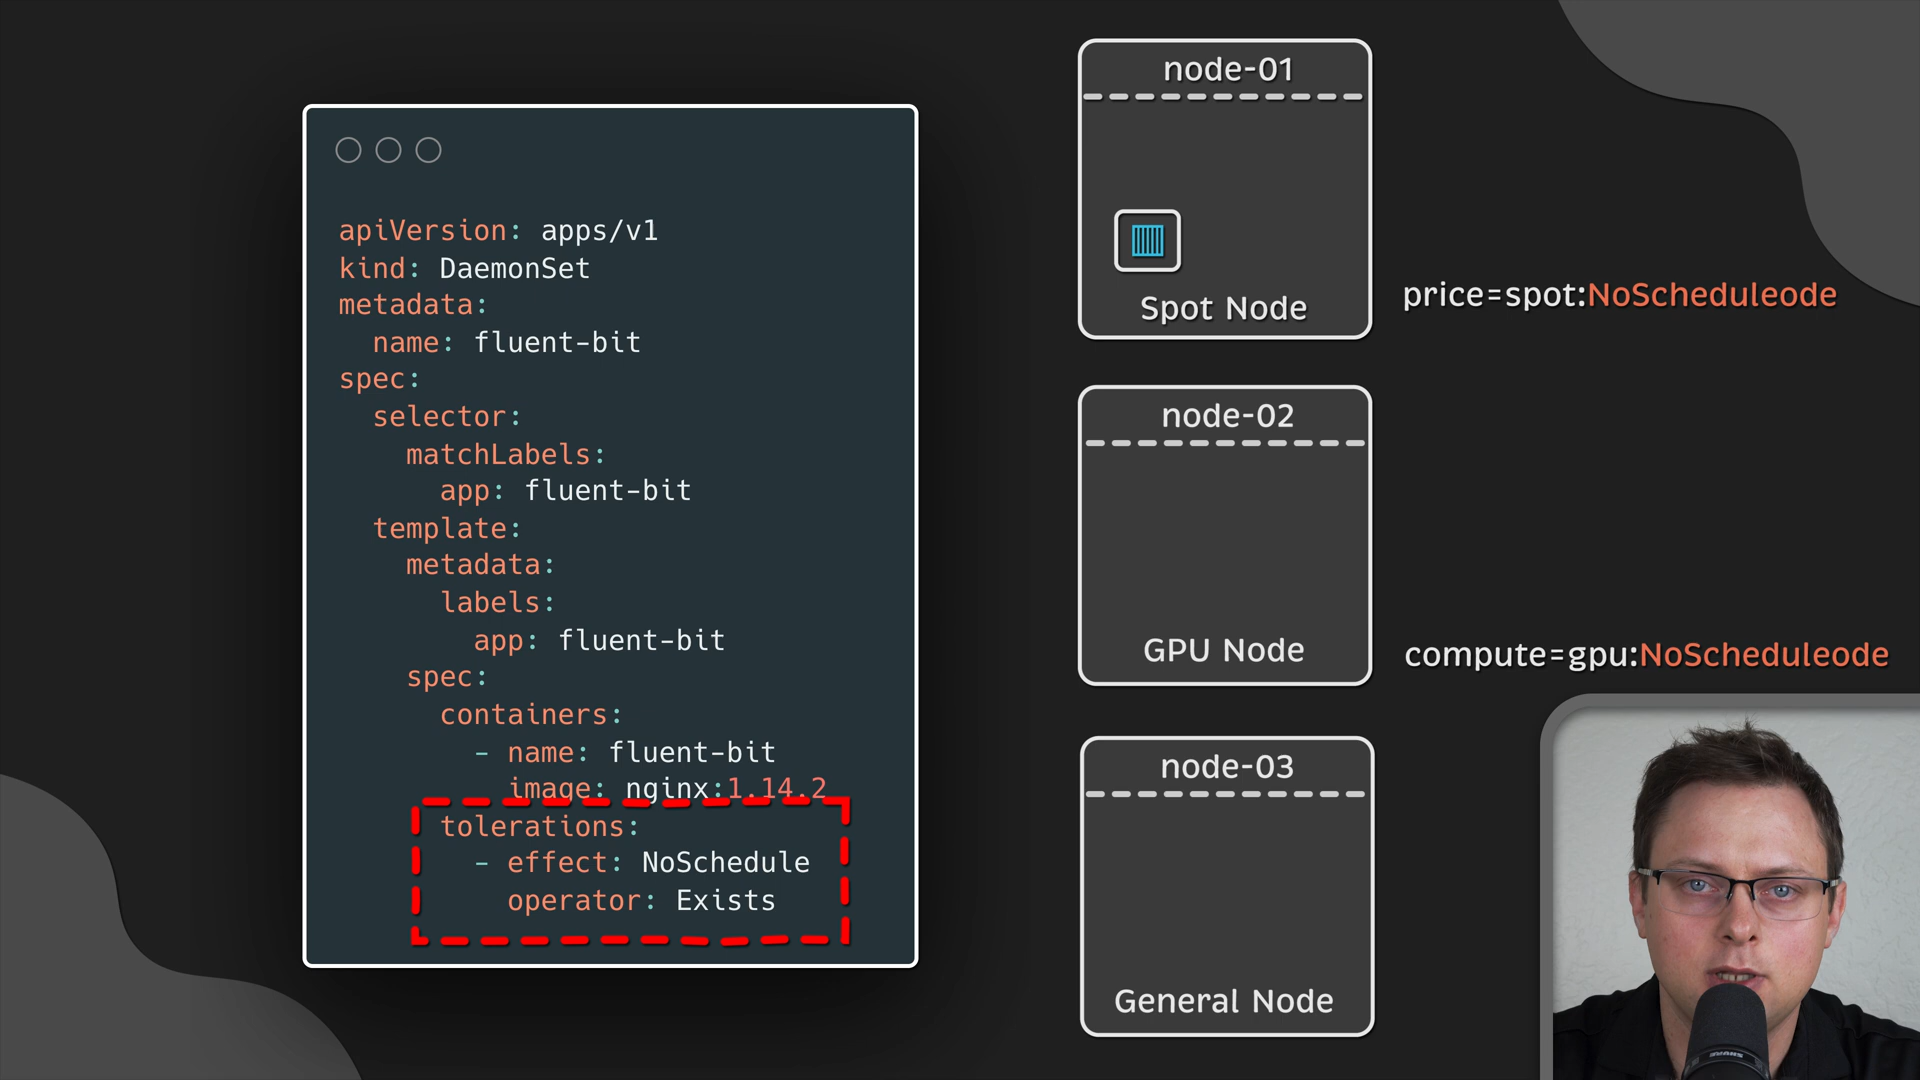 apiVersion: apps/v1
kind: DaemonSet
metadata:
  name: fluent-bit
spec:
  selector:
    matchLabels:
      app: fluent-bit
  template:
    metadata:
      labels:
        app: fluent-bit
    spec:
      containers:
        - name: fluent-bit
          image: nginx:1.14.2
      tolerations:
        - effect: NoSchedule
          operator: Exists
node-01
Spot Node
price=spot:NoScheduleode
node-02
GPU Node
compute=gpu:NoScheduleode
node-03
General Node
SHURE